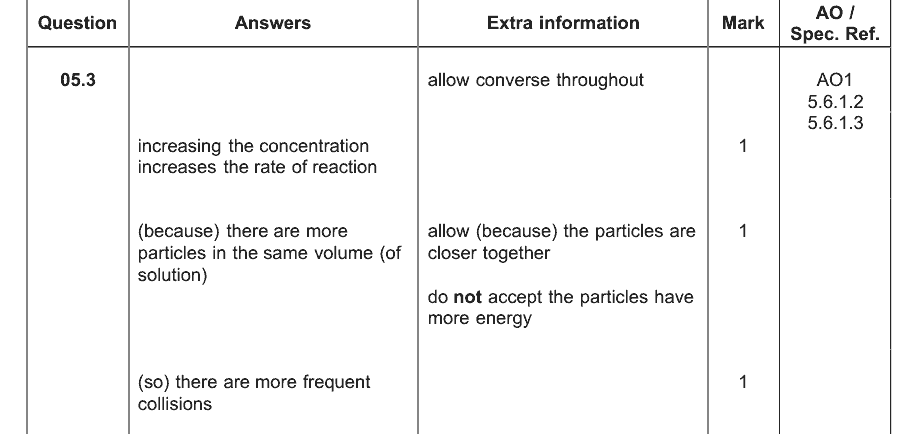 Question Answers Extra information Mark AO / Spec. Ref.
05.3 allow converse throughout AO1
5.6.1.2
5.6.1.3
increasing the concentration 1
increases the rate of reaction
(because) there are more allow (because) the particles are 1
particles in the same volume (of closer together
solution)
do not accept the particles have
more energy
(so) there are more frequent 1
collisions